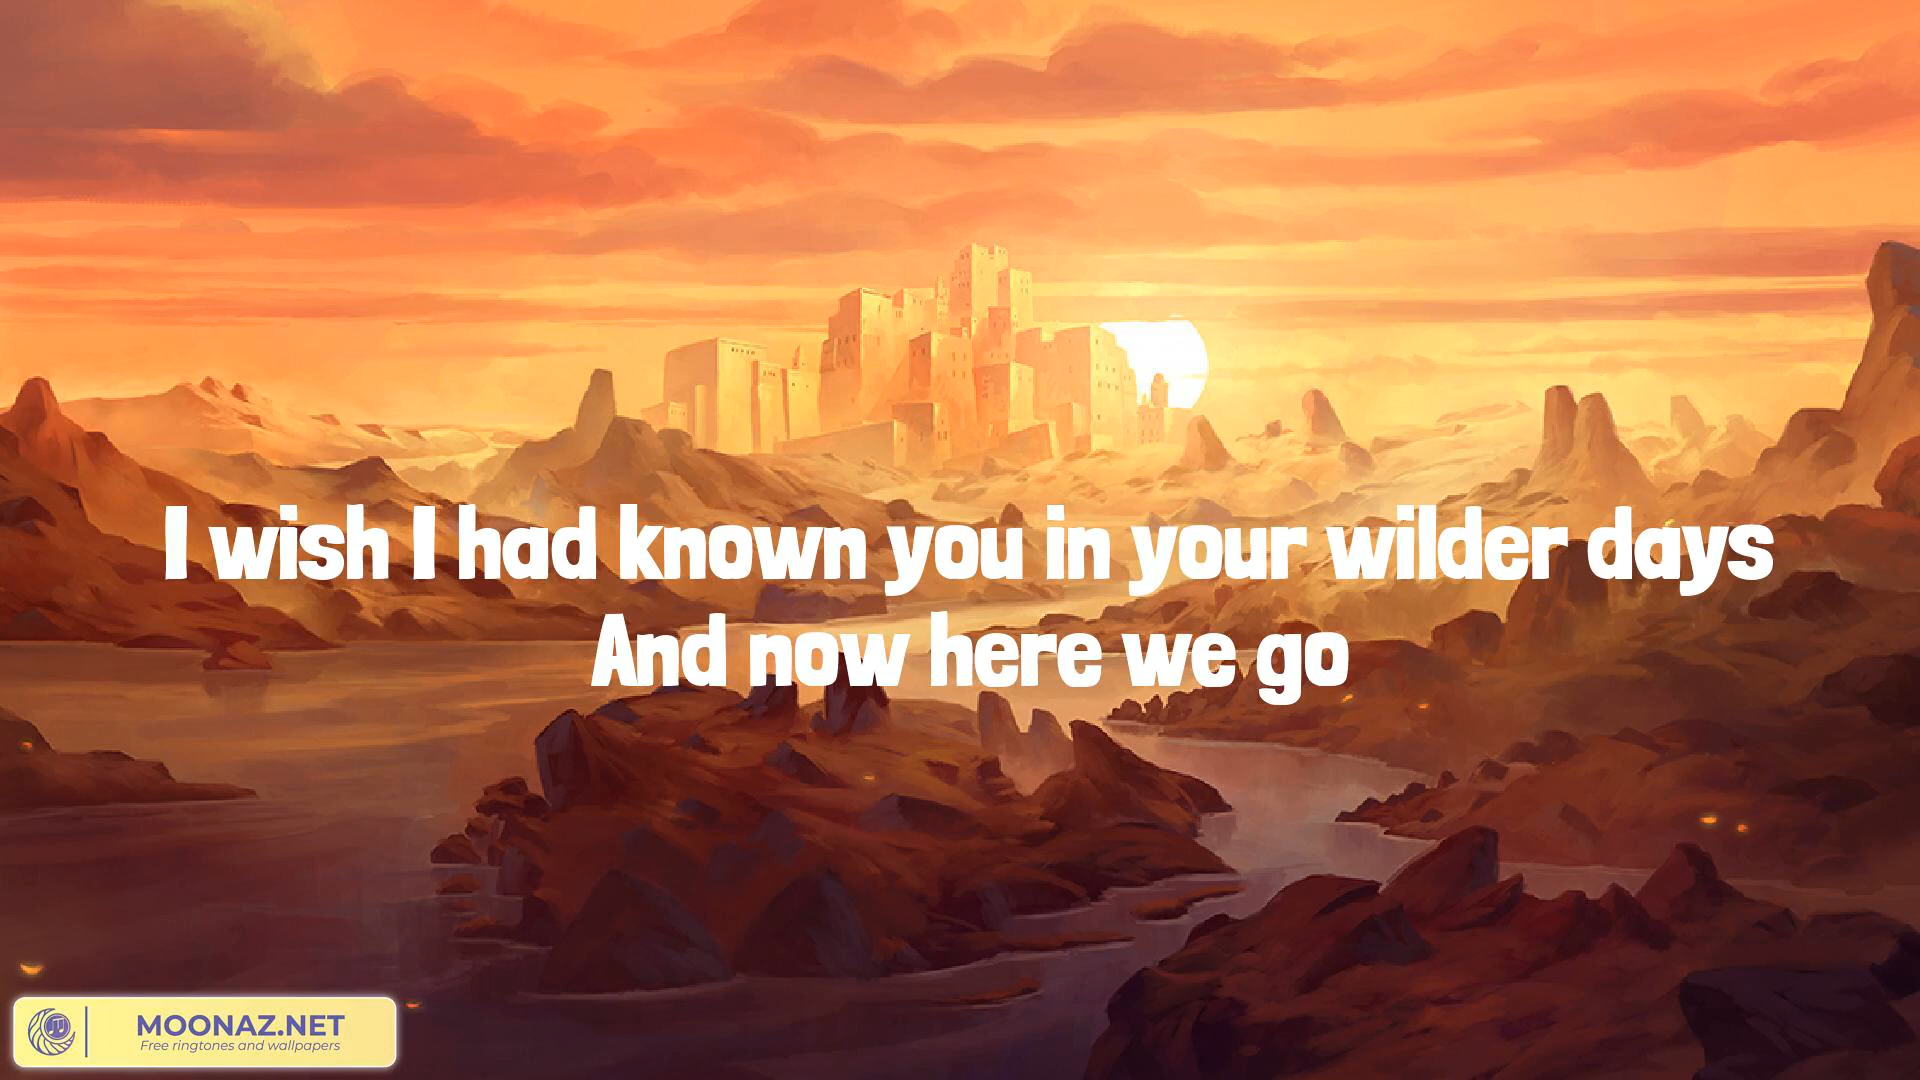 I wish I had known you in your wilder days
And now here we go
MOONAZ.NET
Free ringtones and wallpapers